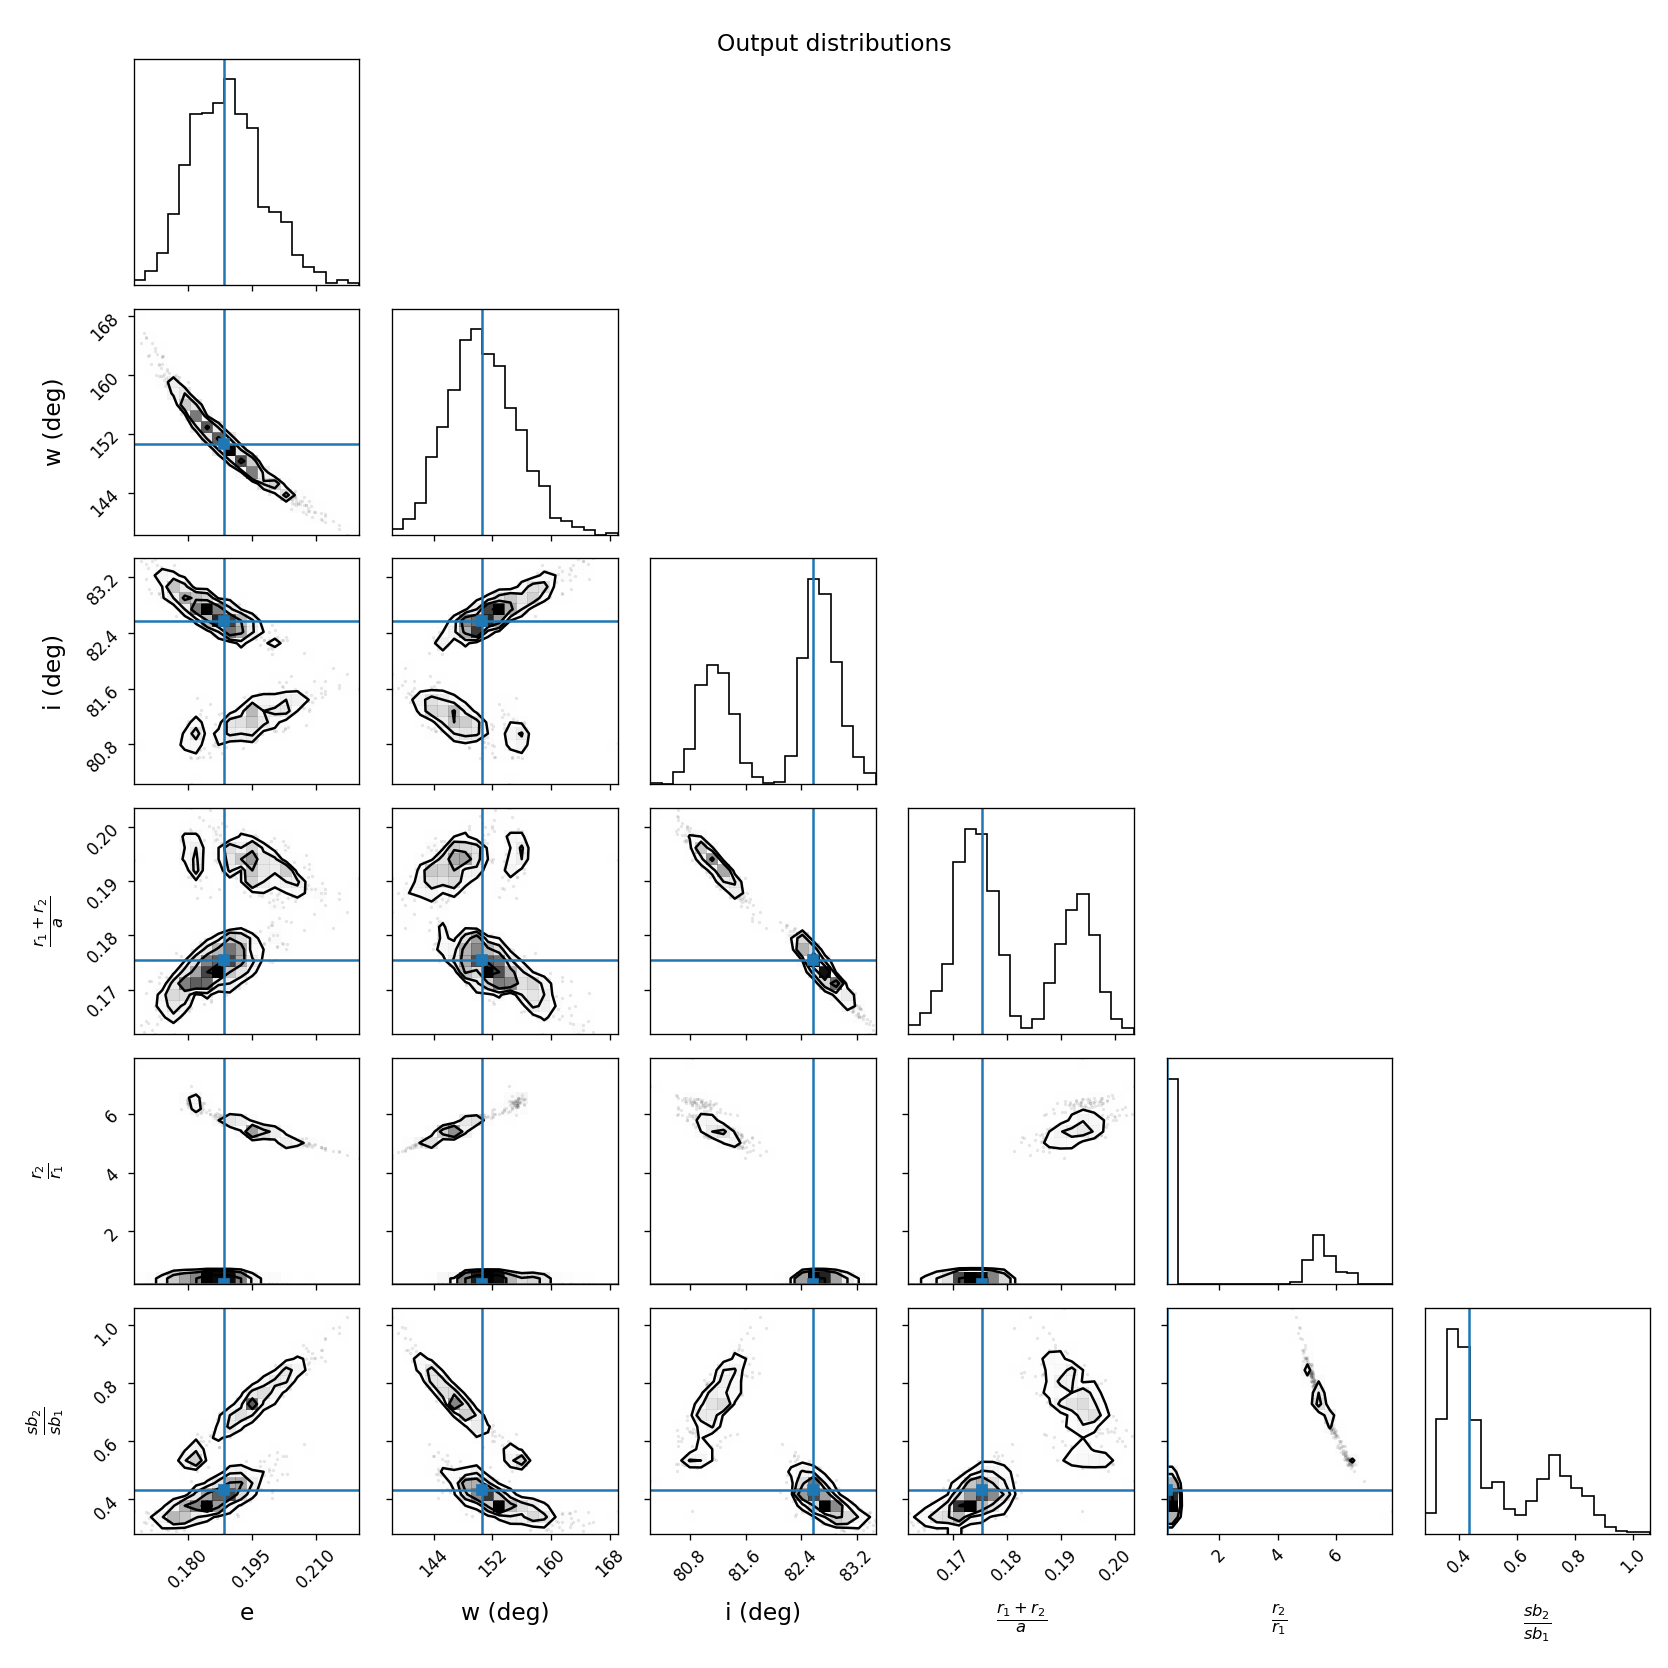 Output distributions
168
160
152
144
w (deg)
83.2
82.4
81.6
80.8
i (deg)
0.20
0.19
0.18
0.17
r₁ + r₂
a
6
4
2
r₂
r₁
1.0
0.8
0.6
0.4
sb₂
sb₁
0.180 0.195 0.210 144 152 160 168 80.8 81.6 82.4 83.2 0.17 0.18 0.19 0.20 2 4 6 0.4 0.6 0.8 1.0
e w (deg) i (deg) r₁ + r₂ r₂ sb₂
a r₁ sb₁